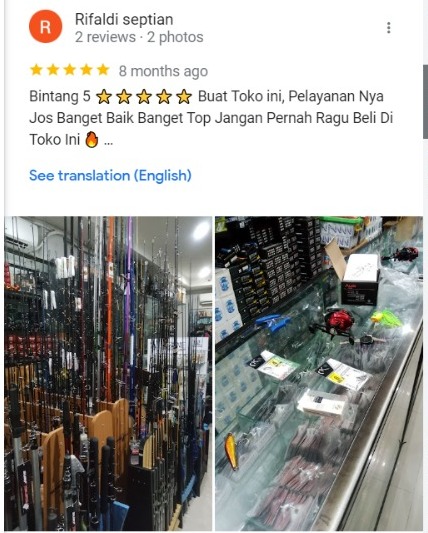 R
Rifaldi septian
2 reviews · 2 photos
8 months ago
Bintang 5 ⭐⭐⭐⭐⭐ Buat Toko ini, Pelayanan Nya
Jos Banget Baik Banget Top Jangan Pernah Ragu Beli Di
Toko Ini 🔥 ...
See translation (English)